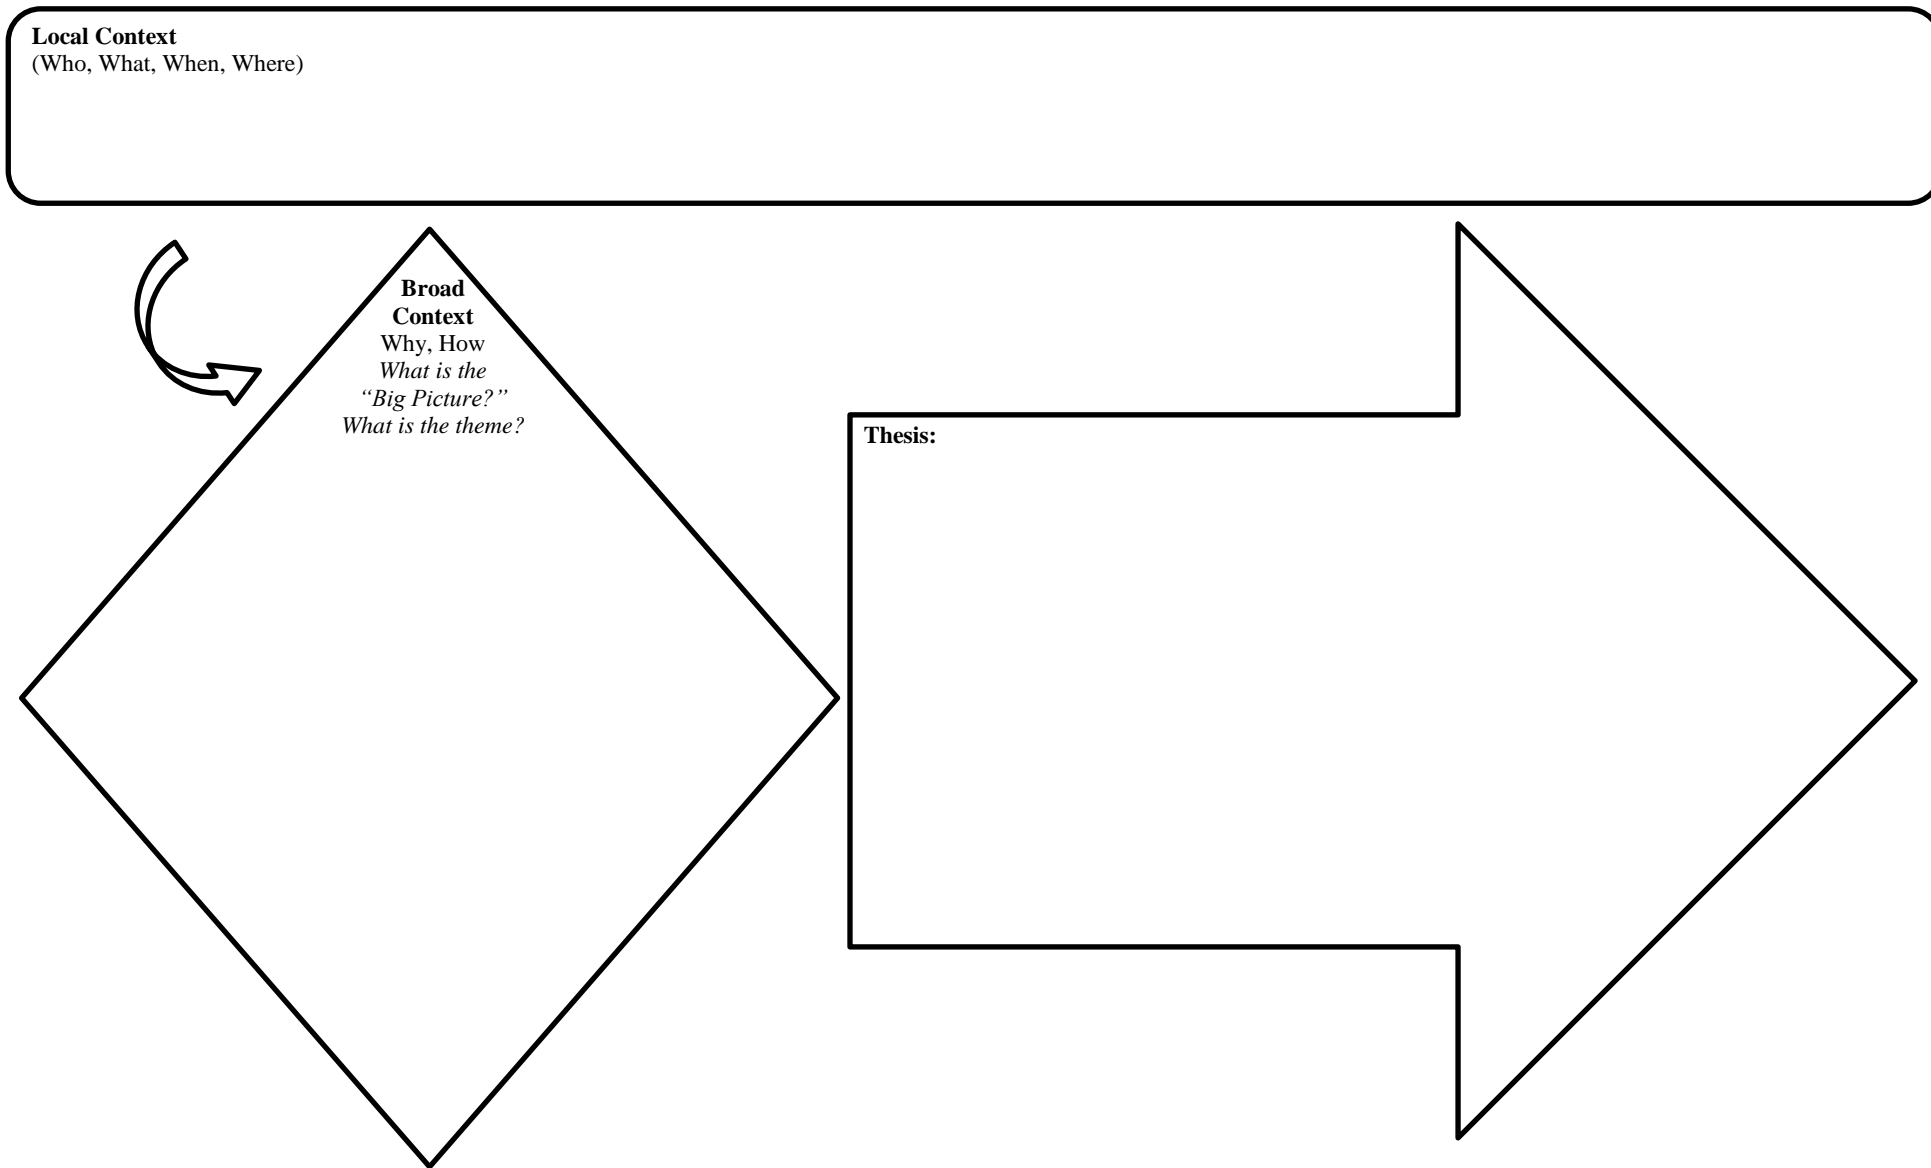 Local Context
(Who, What, When, Where)
Broad
Context
Why, How
What is the
“Big Picture?”
What is the theme?
Thesis: